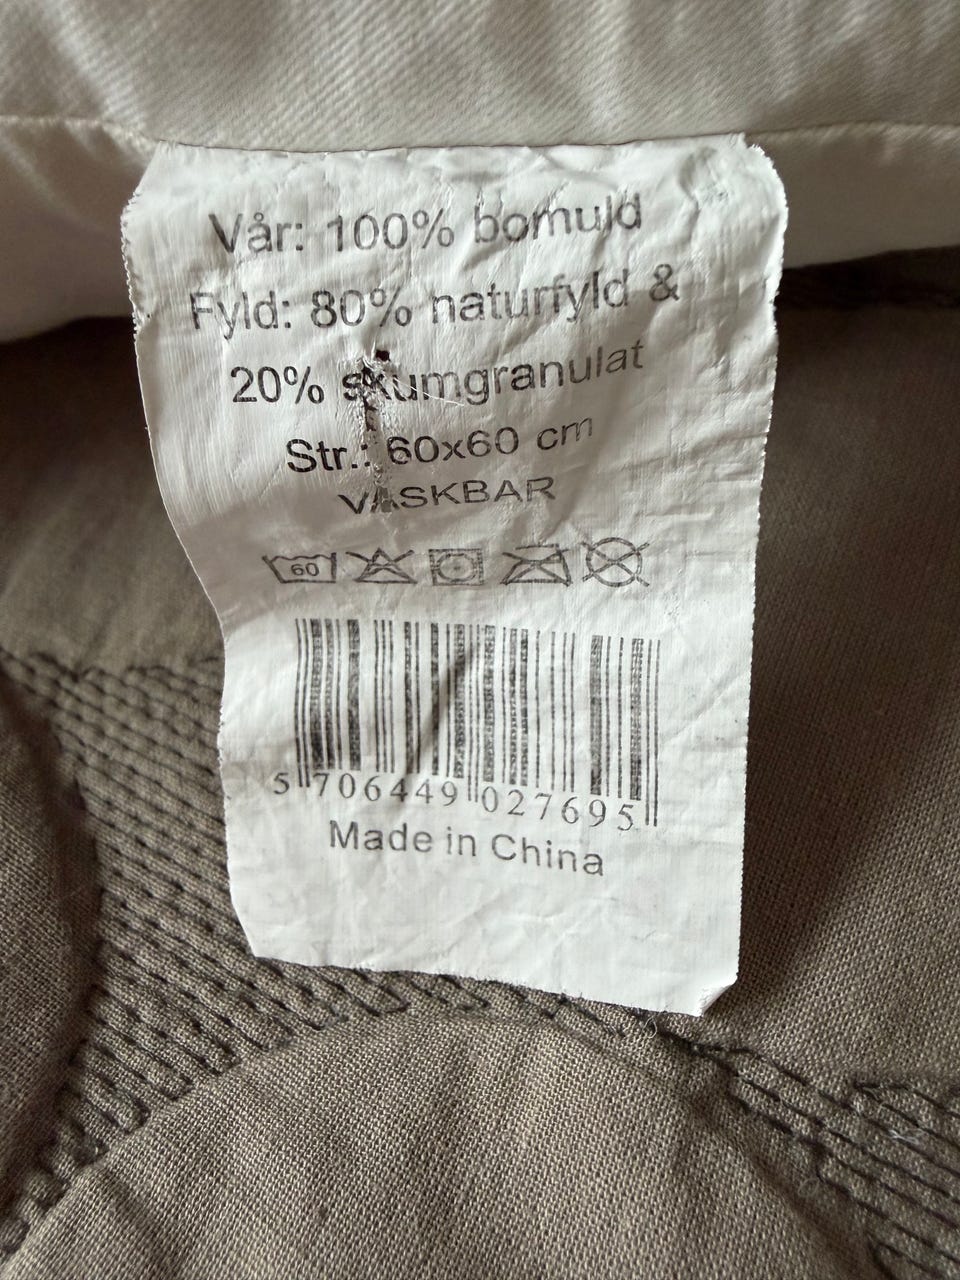 Vår: 100% bomuld
Fyld: 80% naturfyld &
20% skumgranulat
Str.: 60x60 cm
VASKBAR
60
5 706449 027695
Made in China